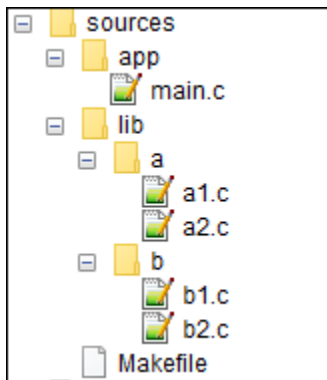 sources
app
main.c
lib
a
a1.c
a2.c
b
b1.c
b2.c
Makefile